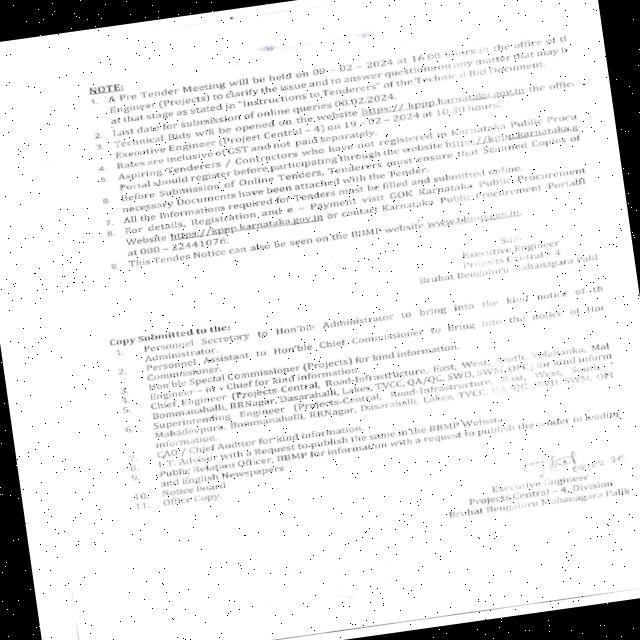 NOTE:
1. A Pre Tender Meeting will be held on 09 – 02 – 2024 at 16.00 hours in the office of
Engineer (Projects) to clarify the issue and to answer questions on any matter that may
at that stage as stated in "Instructions to Tenderers" of the Technical Bid Document.
2. Last date for submission of online queries 08.02.2024.
3. Technical Bids will be opened on the website https:// kppp.karnataka.gov.in the
Executive Engineer (Project Central – 4) on 19 – 02 – 2024 at 10.30 hours.
4. Rates are inclusive of GST and not paid separately.
5. Aspiring Tenderers / Contractors who have not registered in Karnataka Public
Portal should register before participating through the website https://kppp.karnataka.g
6. Before Submission of Online Tenders, Tenderers must ensure that Scanned Copies of
necessary Documents have been attached with the Tender.
7. All the Informations required for Tenders must be filled and submitted online.
8. For details, Registration and e – Payment visit GOK Karnataka Public Procurement
Website https://kppp.karnataka.gov.in or contact Karnataka Public Procurement
at 080 – 22441076.
9. This Tender Notice can also be seen on the BBMP website www.bbmp.gov.in.
Sd/-
Executive Engineer
Projects Central – 4
Bruhat Bengaluru Mahanagara
Copy Submitted to the:
1. Personnel Secretary to Hon'ble Administrator to bring into the kind notice of
Administrator.
2. Personnel Assistant to Hon'ble Chief Commissioner to bring into the notice of
Commissioner.
3. Hon'ble Special Commissioner (Projects) for kind information.
4. Engineer – in – Chief for kind information.
5. Chief Engineer (Projects Central, Road Infrastructure, East, West, South, Yelahanka,
Bommanahalli, RRNagar, Dasarahalli, Lakes, TVCC, QA/QC, SWD, SWM, OFC) for kind
6. Superintending Engineer (Projects Central, Road Infrastructure, East, West, South,
Mahadevpura, Bommanahalli, RRNagar, Dasarahalli, Lakes, TVCC, QA/QC, SWD, SWM,
information.
7. CAO / Chief Auditor for kind information.
8. I.T. Advisor with a Request to publish the same in the BBMP
9. Public Relation Officer, BBMP for information with a request to publish the tender in leading
and English Newspapers
10. Notice board
11. Office Copy.
Executive Engineer
Projects Central – 4, Division
Bruhat Bengaluru Mahanagara